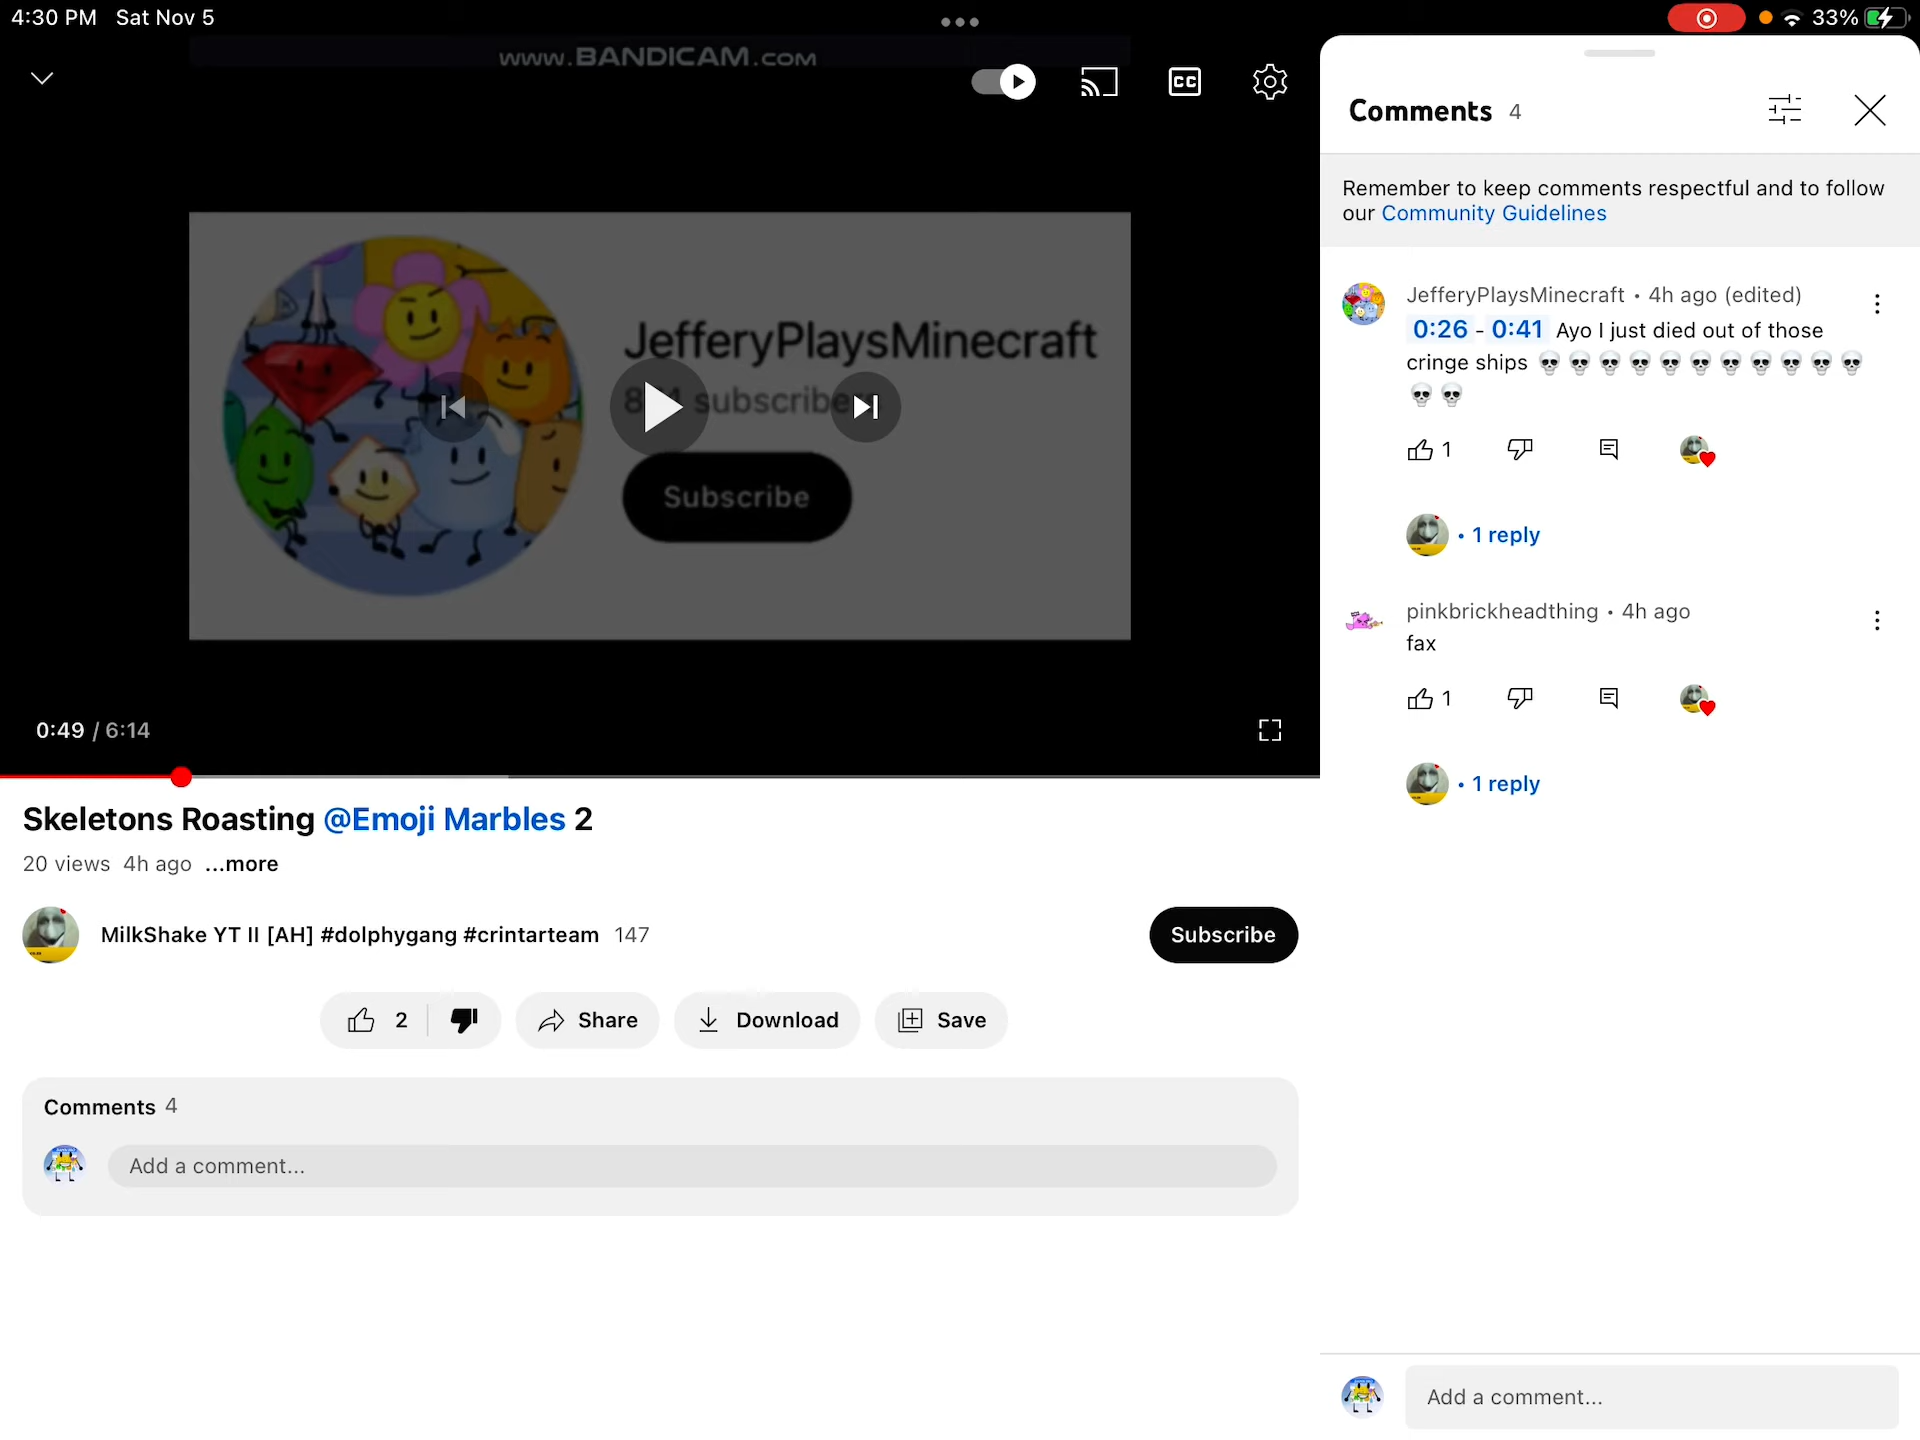 4:30 PM Sat Nov 5
33%
www.BANDICAM.com
CC
JefferyPlaysMinecraft
subscribe
Subscribe
0:49 / 6:14
Skeletons Roasting @Emoji Marbles 2
20 views 4h ago ...more
MilkShake YT II [AH] #dolphygang #crintarteam 147
Subscribe
2
Share
Download
Save
Comments 4
Add a comment...
Comments 4
Remember to keep comments respectful and to follow
our Community Guidelines
JefferyPlaysMinecraft • 4h ago (edited)
0:26 - 0:41 Ayo I just died out of those
cringe ships 💀💀💀💀💀💀💀💀💀💀💀
💀💀
1
• 1 reply
pinkbrickheadthing • 4h ago
fax
1
• 1 reply
Add a comment...